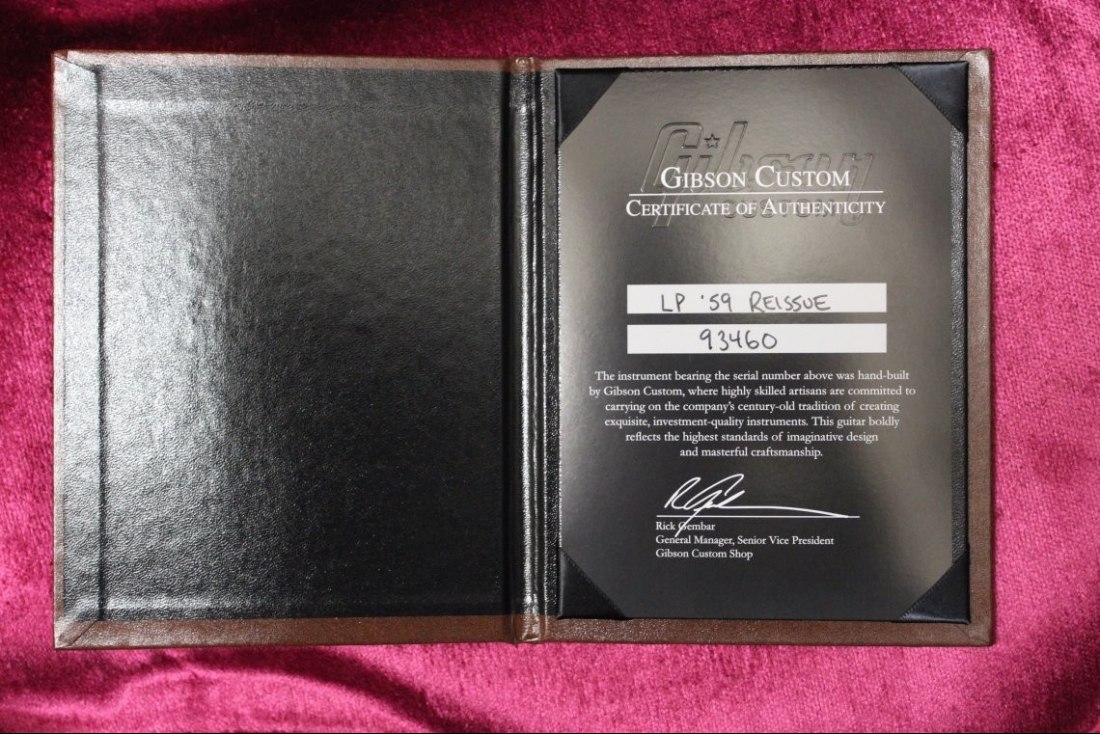 Gibson
GIBSON CUSTOM
CERTIFICATE OF AUTHENTICITY
LP '59 REISSUE
93460
The instrument bearing the serial number above was hand-built
by Gibson Custom, where highly skilled artisans are committed to
carrying on the company's century-old tradition of creating
exquisite, investment-quality instruments. This guitar boldly
reflects the highest standards of imaginative design
and masterful craftsmanship.
Rick Gembar
General Manager, Senior Vice President
Gibson Custom Shop